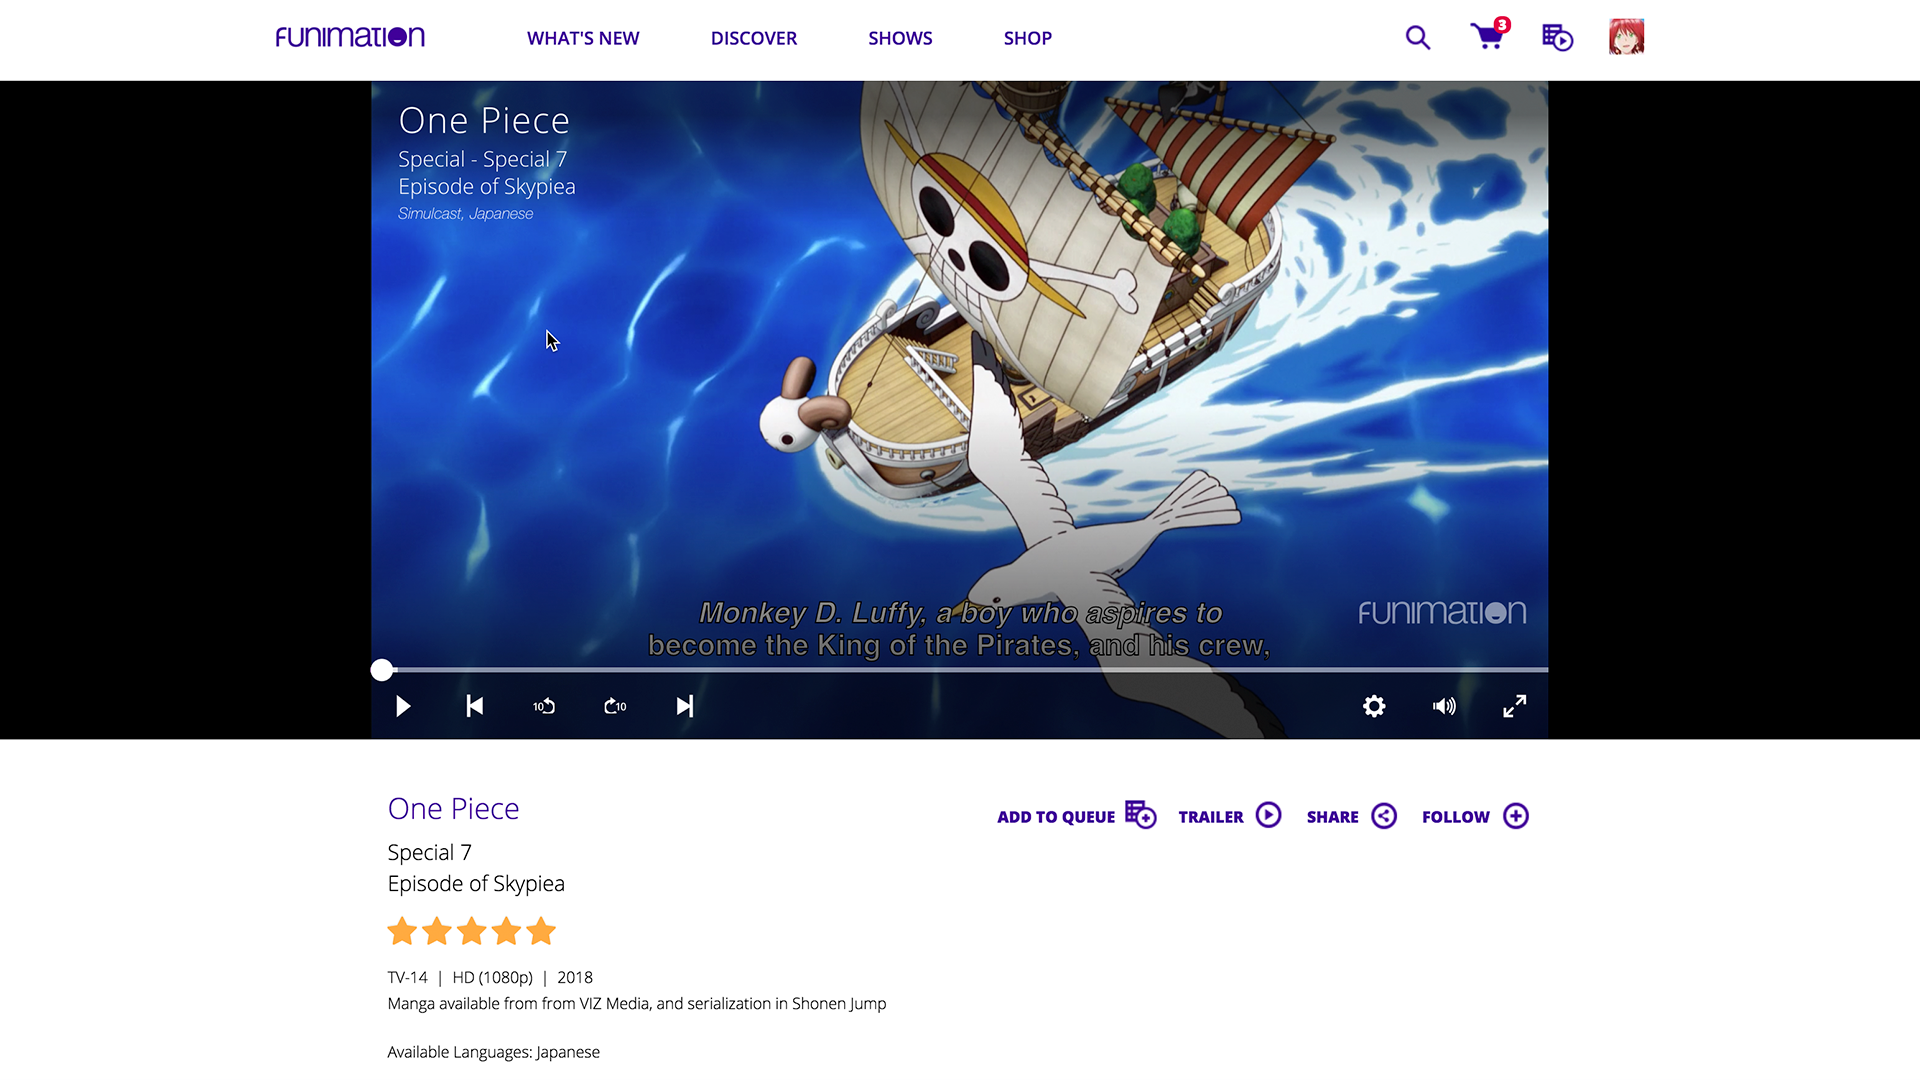 FUNIMATION
WHAT'S NEW
DISCOVER
SHOWS
SHOP
3
One Piece
Special - Special 7
Episode of Skypiea
Simulcast, Japanese
Monkey D. Luffy, a boy who aspires to
become the King of the Pirates, and his crew,
FUNIMATION
10
10
One Piece
ADD TO QUEUE
TRAILER
SHARE
FOLLOW
Special 7
Episode of Skypiea
TV-14 | HD (1080p) | 2018
Manga available from from VIZ Media, and serialization in Shonen Jump
Available Languages: Japanese